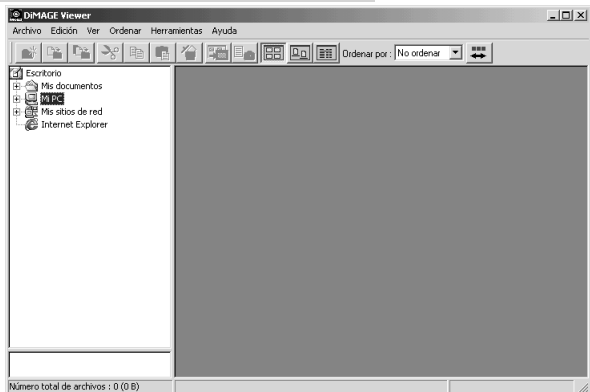 DiMAGE Viewer
Archivo Edición Ver Ordenar Herramientas Ayuda
Ordenar por : No ordenar
Escritorio
Mis documentos
Mi PC
Mis sitios de red
Internet Explorer
Número total de archivos : 0 (0 B)